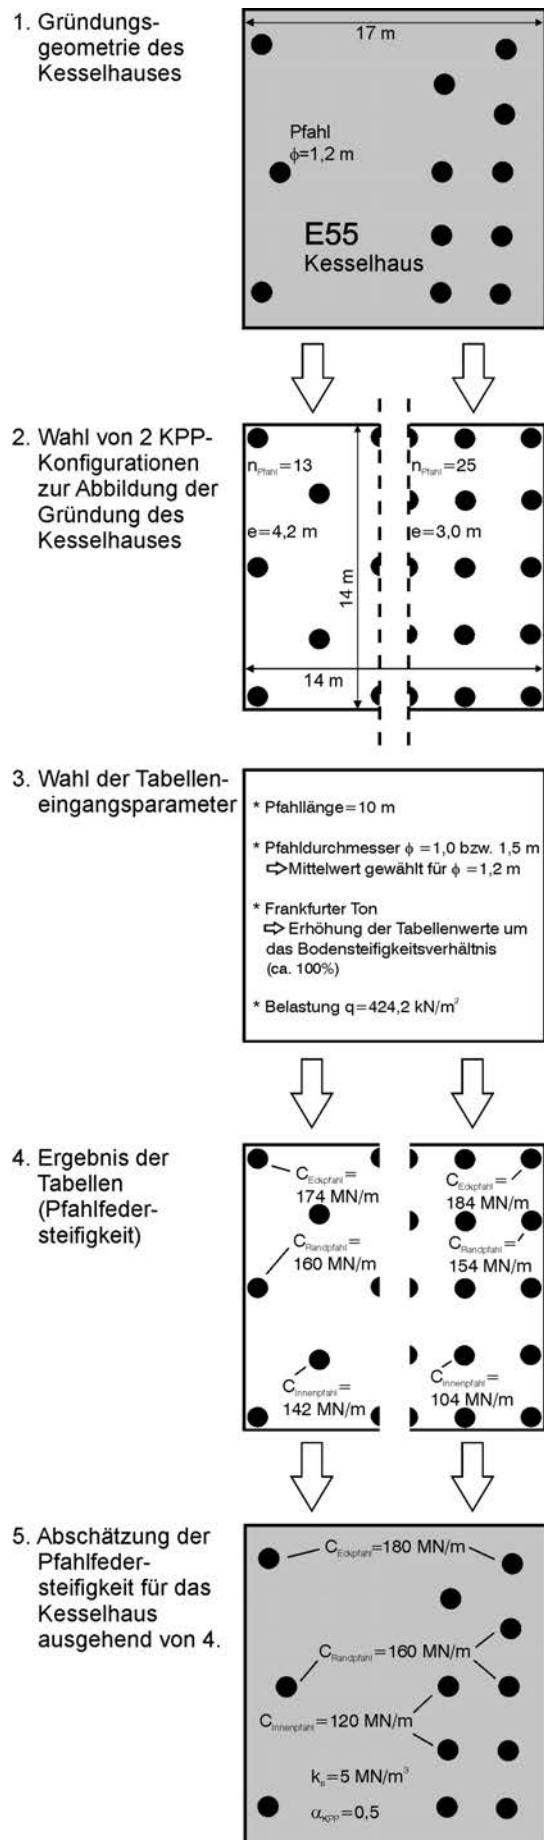 1. Gründungs-
geometrie des
Kesselhauses
17 m
Pfahl
ϕ=1,2 m
E55
Kesselhaus
2. Wahl von 2 KPP-
Konfigurationen
zur Abbildung der
Gründung des
Kesselhauses
n_Pfahl=13
n_Pfahl=25
e=4,2 m
e=3,0 m
14 m
14 m
3. Wahl der Tabellen-
eingangsparameter
* Pfahllänge=10 m
* Pfahldurchmesser ϕ =1,0 bzw. 1,5 m
⇨Mittelwert gewählt für ϕ =1,2 m
* Frankfurter Ton
⇨ Erhöhung der Tabellenwerte um
das Bodensteifigkeitsverhältnis
(ca. 100%)
* Belastung q=424,2 kN/m²
4. Ergebnis der
Tabellen
(Pfahlfeder-
steifigkeit)
C_Eckpfahl=
174 MN/m
C_Eckpfahl=
184 MN/m
C_Randpfahl=
160 MN/m
C_Randpfahl=
154 MN/m
C_Innenpfahl=
142 MN/m
C_Innenpfahl=
104 MN/m
5. Abschätzung der
Pfahlfeder-
steifigkeit für das
Kesselhaus
ausgehend von 4.
C_Eckpfahl=180 MN/m
C_Randpfahl=160 MN/m
C_Innenpfahl=120 MN/m
k_s=5 MN/m³
α_KPP=0,5